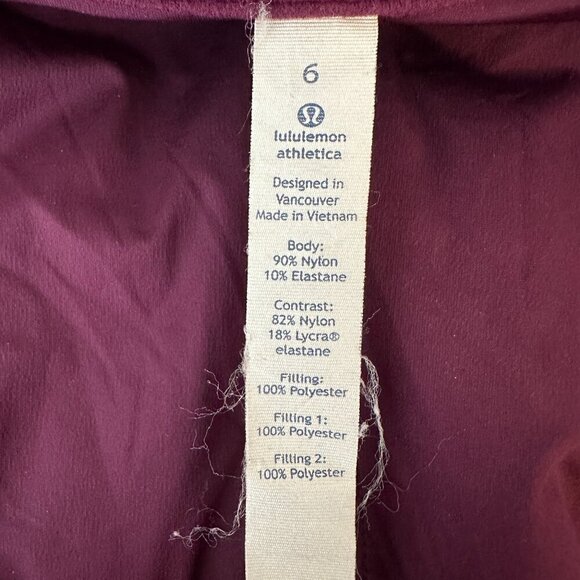 6
lululemon
athletica
Designed in
Vancouver
Made in Vietnam
Body:
90% Nylon
10% Elastane
Contrast:
82% Nylon
18% Lycra®
elastane
Filling:
100% Polyester
Filling 1:
100% Polyester
Filling 2:
100% Polyester